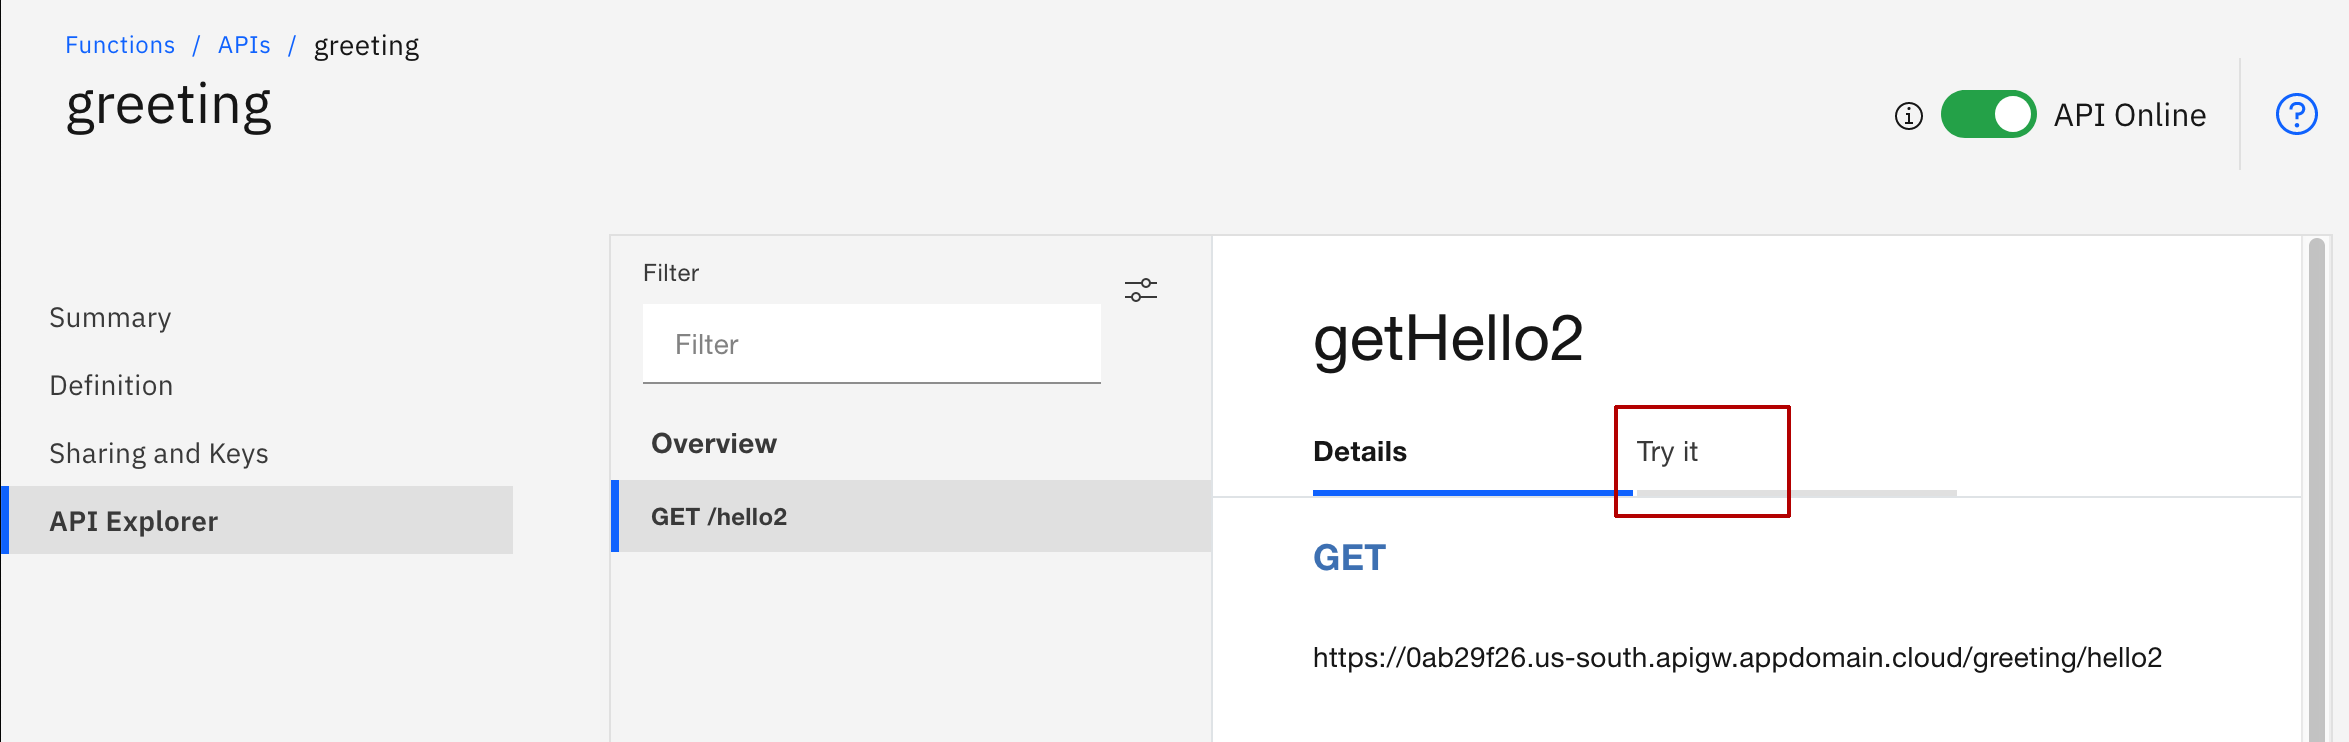 Functions / APIs / greeting
greeting
API Online
Summary
Definition
Sharing and Keys
API Explorer
Filter
Filter
Overview
GET /hello2
getHello2
Details
Try it
GET
https://0ab29f26.us-south.apigw.appdomain.cloud/greeting/hello2